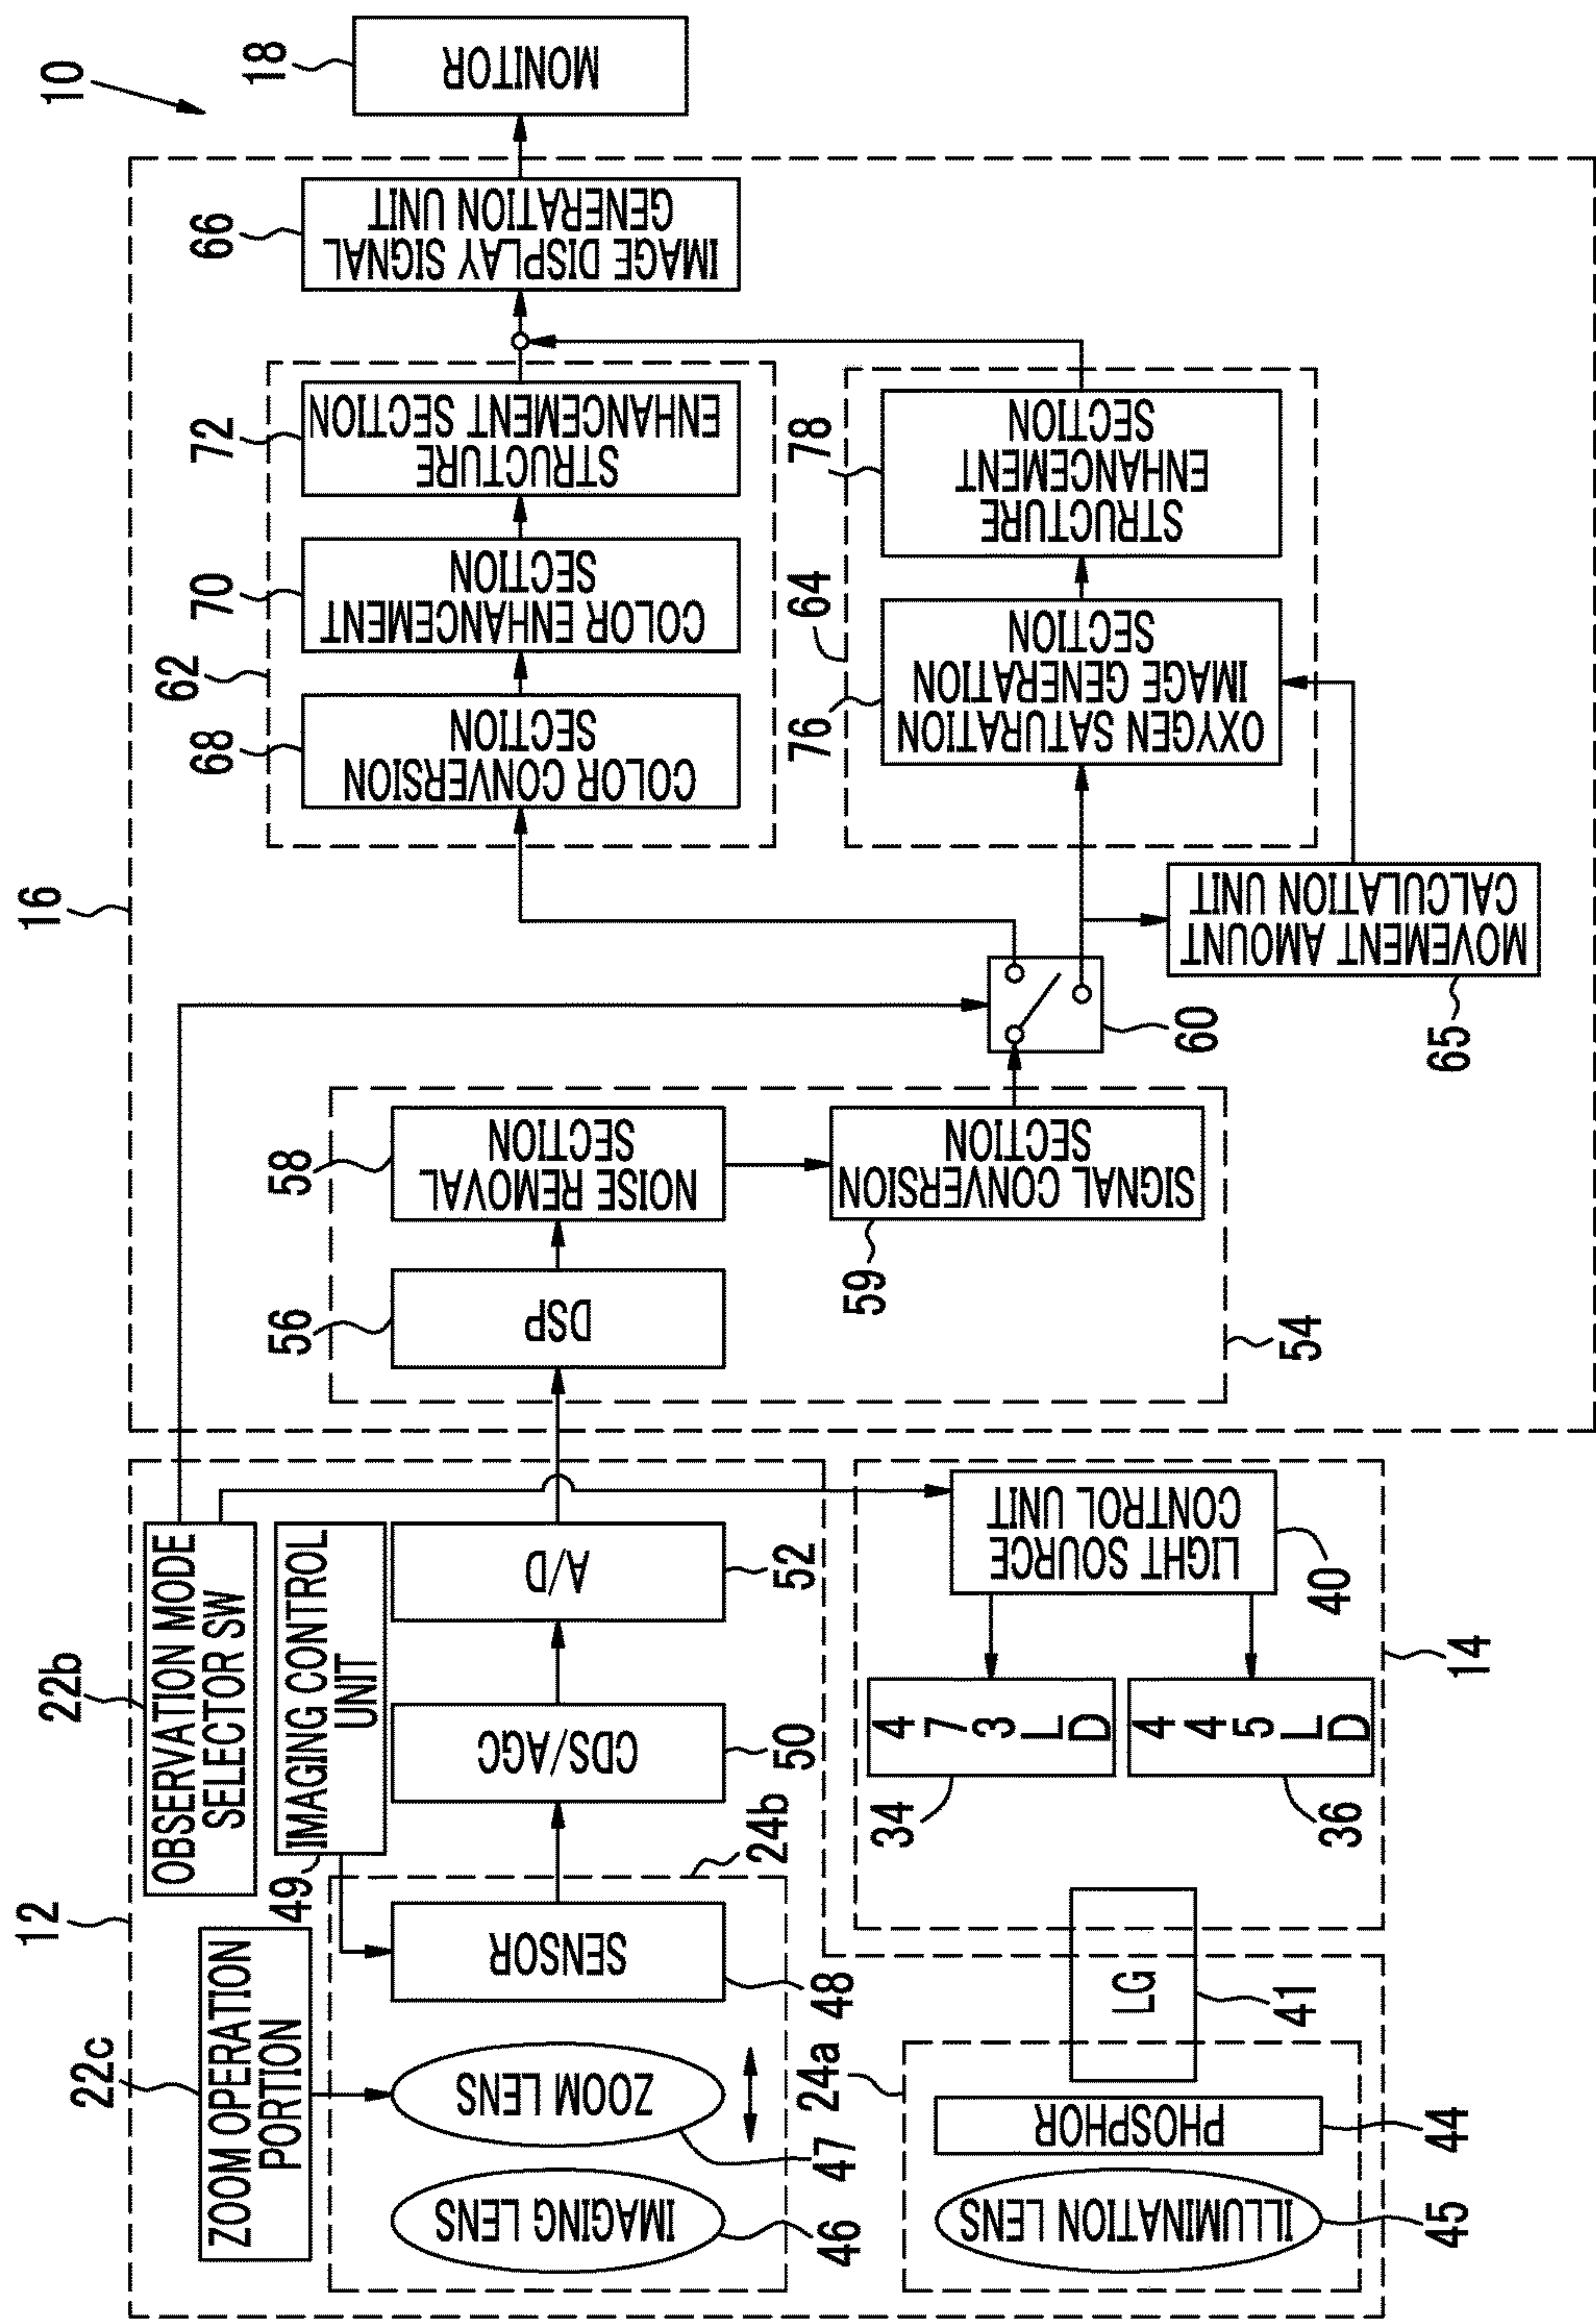 10
18
MONITOR
16
66
IMAGE DISPLAY SIGNAL
GENERATION UNIT
62
72
STRUCTURE
ENHANCEMENT SECTION
70
COLOR ENHANCEMENT
SECTION
68
COLOR CONVERSION
SECTION
64
78
STRUCTURE
ENHANCEMENT
SECTION
76
OXYGEN SATURATION
IMAGE GENERATION
SECTION
65
MOVEMENT AMOUNT
CALCULATION UNIT
60
58
NOISE REMOVAL
SECTION
59
SIGNAL CONVERSION
SECTION
56
DSP
54
12
22b
OBSERVATION MODE
SELECTOR SW
49
IMAGING CONTROL
UNIT
A/D
52
CDS/AGC
50
24b
SENSOR
48
22c
ZOOM OPERATION
PORTION
ZOOM LENS
47
IMAGING LENS
46
14
LIGHT SOURCE
CONTROL UNIT
40
473LD
34
445LD
36
LG
41
24a
PHOSPHOR
44
ILLUMINATION LENS
45